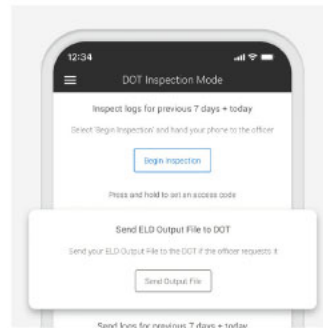 12:34
DOT Inspection Mode
Inspect logs for previous 7 days + today
Select 'Begin Inspection' and hand your phone to the officer
Begin Inspection
Press and hold to set an access code
Send ELD Output File to DOT
Send your ELD Output File to the DOT if the officer requests it
Send Output File
Send logs for previous 7 days + today